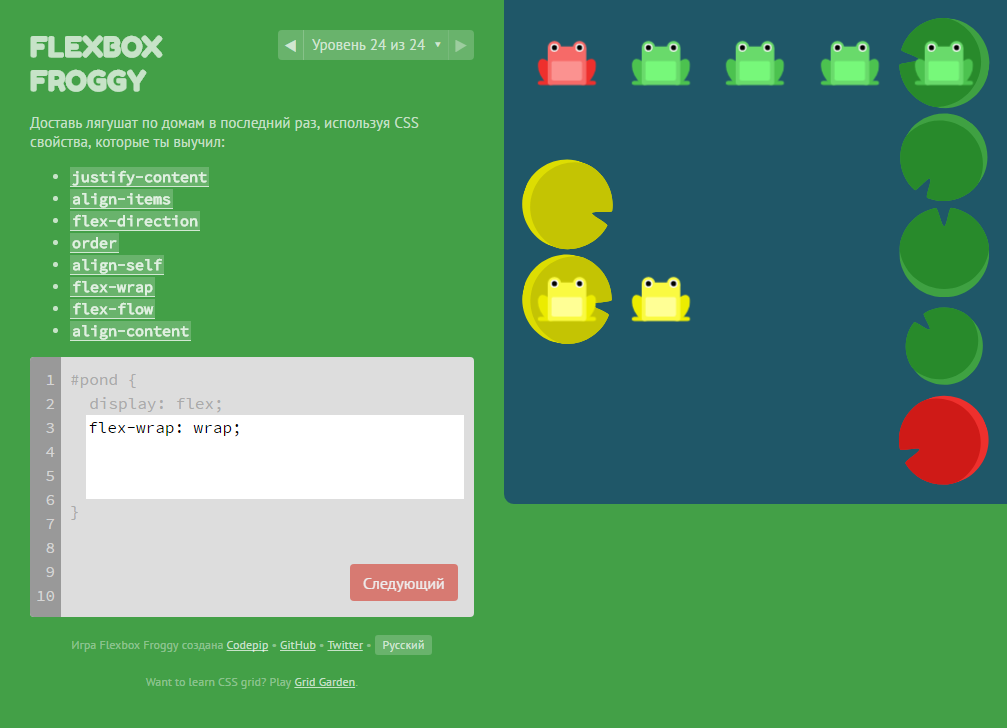 FLEXBOX
FROGGY
◀ Уровень 24 из 24 ▼ ▶
Доставь лягушат по домам в последний раз, используя CSS
свойства, которые ты выучил:
• justify-content
• align-items
• flex-direction
• order
• align-self
• flex-wrap
• flex-flow
• align-content
1 #pond {
2 display: flex;
3 flex-wrap: wrap;
4
5
6
7 }
8
9
10
Следующий
Игра Flexbox Froggy создана Codepip • GitHub • Twitter • Русский
Want to learn CSS grid? Play Grid Garden.